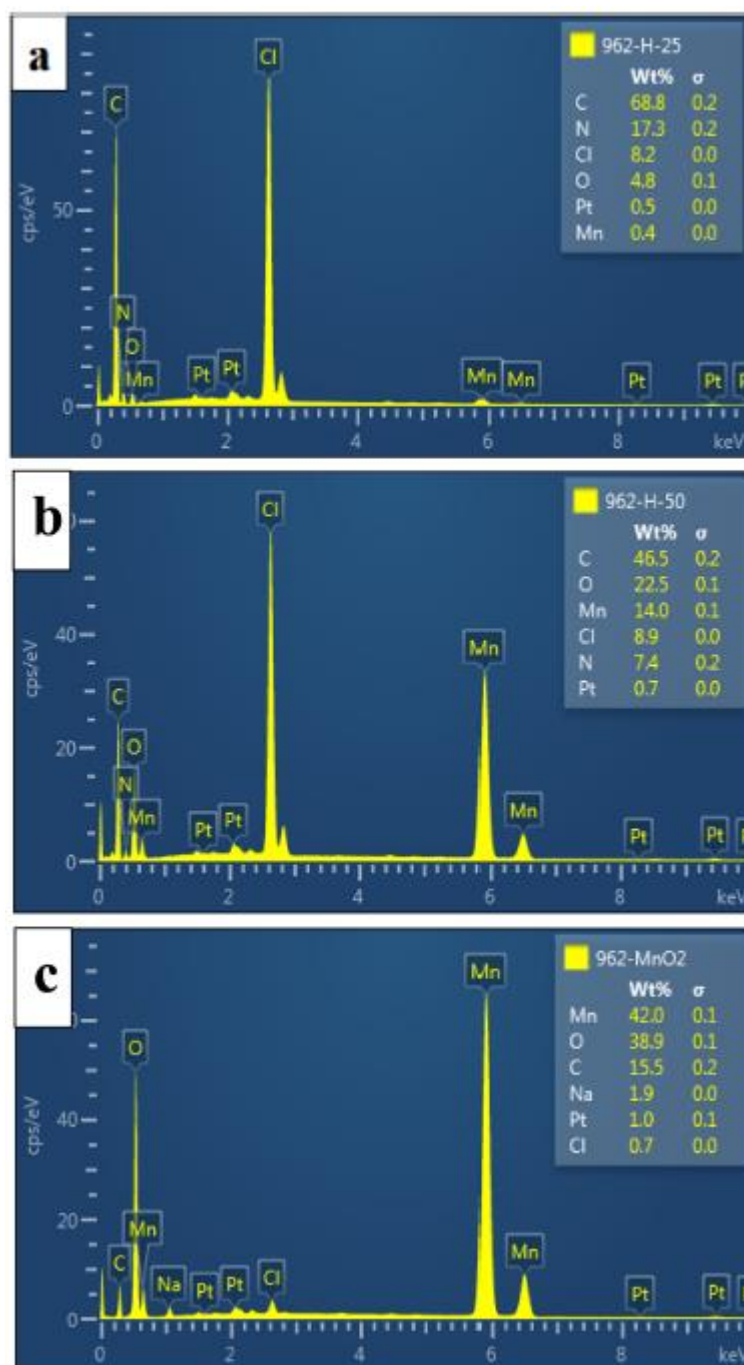 a
Cl
C
N
O
Mn
Pt
Pt
Mn
Mn
Pt
Pt
962-H-25
Wt% σ
C 68.8 0.2
N 17.3 0.2
Cl 8.2 0.0
O 4.8 0.1
Pt 0.5 0.0
Mn 0.4 0.0
cps/eV
50
0
0 2 4 6 8 keV
b
Cl
Mn
C
O
N
Mn
Pt
Pt
Mn
Pt
Pt
962-H-50
Wt% σ
C 46.5 0.2
O 22.5 0.1
Mn 14.0 0.1
Cl 8.9 0.0
N 7.4 0.2
Pt 0.7 0.0
cps/eV
40
20
0
0 2 4 6 8 keV
c
Mn
O
Mn
C
Na
Pt
Pt
Cl
Mn
Pt
Pt
962-MnO2
Wt% σ
Mn 42.0 0.1
O 38.9 0.1
C 15.5 0.2
Na 1.9 0.0
Pt 1.0 0.1
Cl 0.7 0.0
cps/eV
40
20
0
0 2 4 6 8 keV